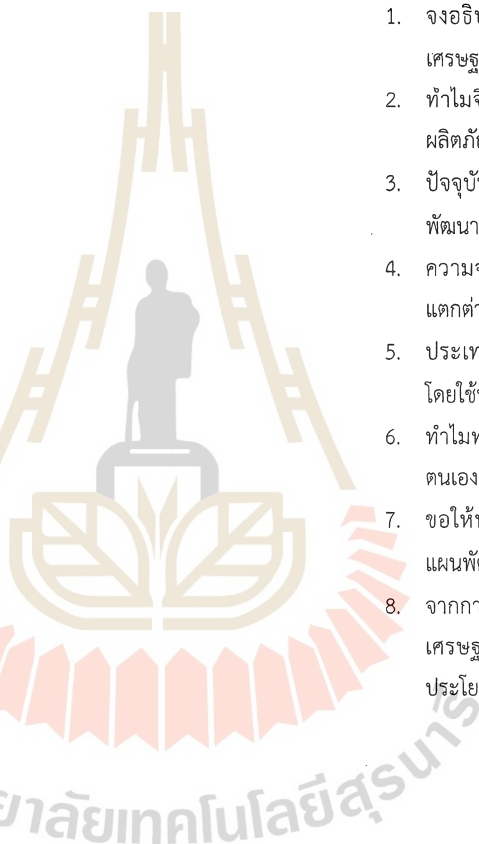 1. จงอธิบ
เศรษฐ
2. ทำไมจึ
ผลิตภัณ
3. ปัจจุบั
พัฒนา
4. ความจ
แตกต่า
5. ประเท
โดยใช้
6. ทำไม
ตนเอง
7. ขอให้
แผนพั
8. จากกา
เศรษฐ
ประโย
ยาลัยเทคโนโลยีสุรนารี